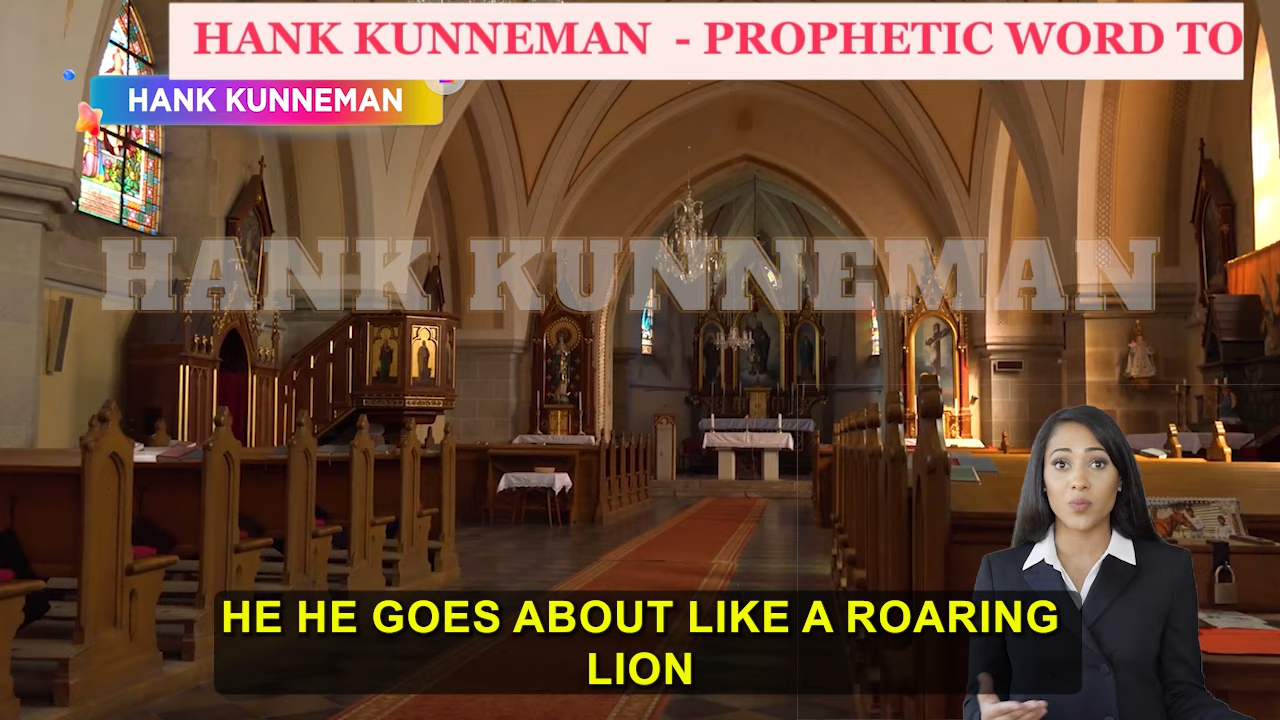 HANK KUNNEMAN - PROPHETIC WORD TO
HANK KUNNEMAN
HANK KUNNEMAN
HE HE GOES ABOUT LIKE A ROARING
LION